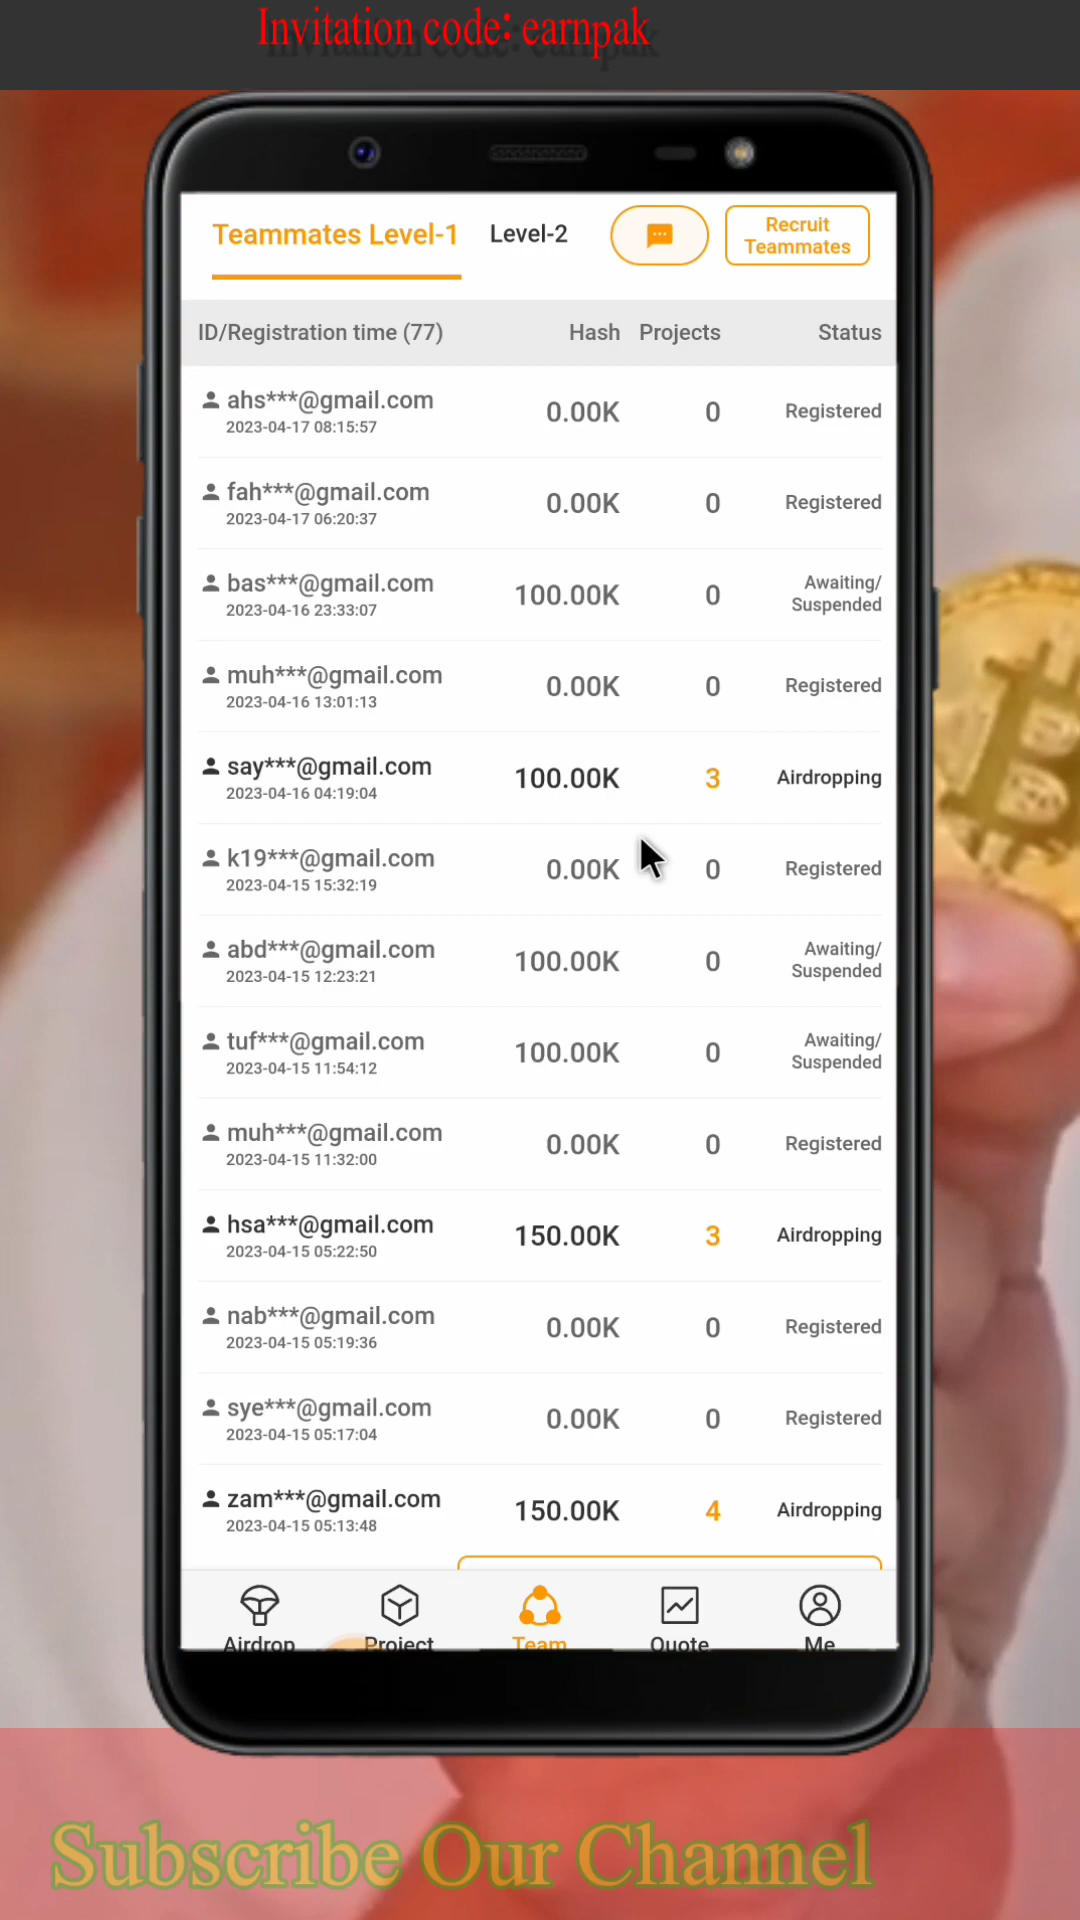 Invitation code: earnpak
Teammates Level-1 Level-2 Recruit Teammates
ID/Registration time (77) Hash Projects Status
ahs***@gmail.com 0.00K 0 Registered
2023-04-17 08:15:57
fah***@gmail.com 0.00K 0 Registered
2023-04-17 06:20:37
bas***@gmail.com 100.00K 0 Awaiting/ Suspended
2023-04-16 23:33:07
muh***@gmail.com 0.00K 0 Registered
2023-04-16 13:01:13
say***@gmail.com 100.00K 3 Airdropping
2023-04-16 04:19:04
k19***@gmail.com 0.00K 0 Registered
2023-04-15 15:32:19
abd***@gmail.com 100.00K 0 Awaiting/ Suspended
2023-04-15 12:23:21
tuf***@gmail.com 100.00K 0 Awaiting/ Suspended
2023-04-15 11:54:12
muh***@gmail.com 0.00K 0 Registered
2023-04-15 11:32:00
hsa***@gmail.com 150.00K 3 Airdropping
2023-04-15 05:22:50
nab***@gmail.com 0.00K 0 Registered
2023-04-15 05:19:36
sye***@gmail.com 0.00K 0 Registered
2023-04-15 05:17:04
zam***@gmail.com 150.00K 4 Airdropping
2023-04-15 05:13:48
Airdrop Project Team Quote Me
Subscribe Our Channel